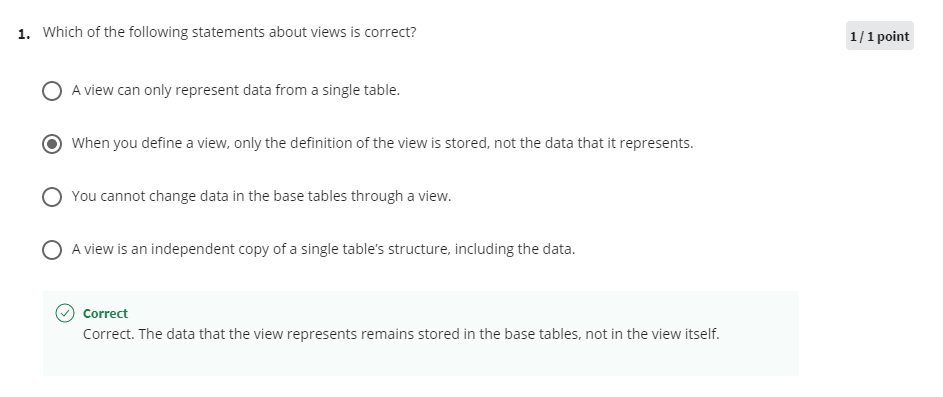 1. Which of the following statements about views is correct?
1 / 1 point
A view can only represent data from a single table.
When you define a view, only the definition of the view is stored, not the data that it represents.
You cannot change data in the base tables through a view.
A view is an independent copy of a single table’s structure, including the data.
Correct
Correct. The data that the view represents remains stored in the base tables, not in the view itself.